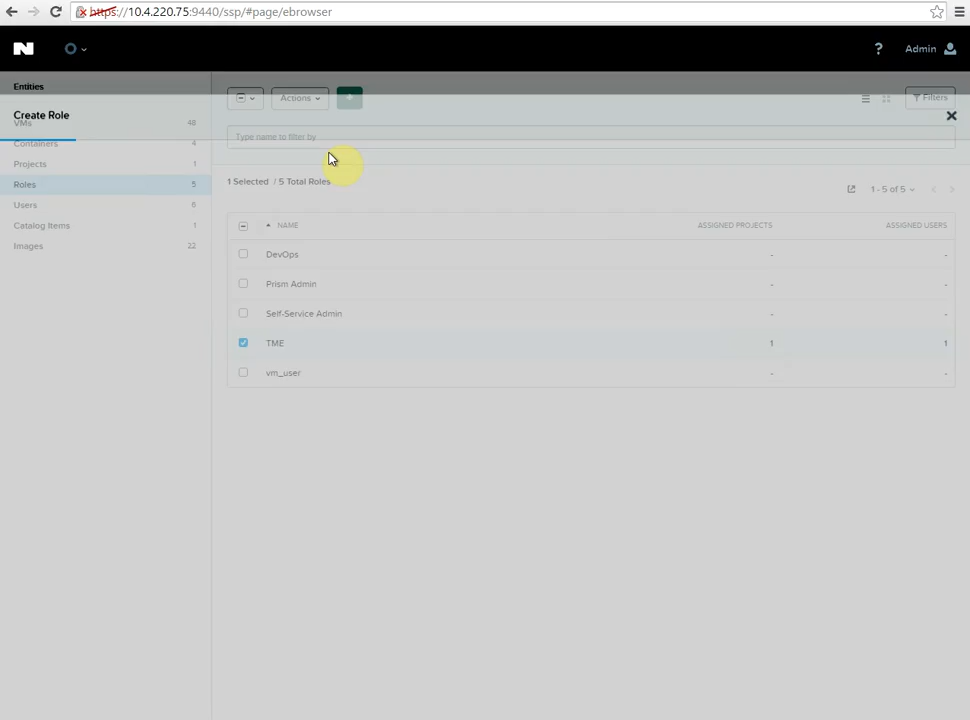 https://10.4.220.75:9440/ssp/#page/ebrowser
N
? Admin
Entities
Create Role
VMs 48
Containers 4
Projects 1
Roles 5
Users 6
Catalog Items 1
Images 22
Actions
Filters
Type name to filter by
1 Selected / 5 Total Roles
1 - 5 of 5
NAME ASSIGNED PROJECTS ASSIGNED USERS
DevOps - -
Prism Admin - -
Self-Service Admin - -
TME 1 1
vm_user - -